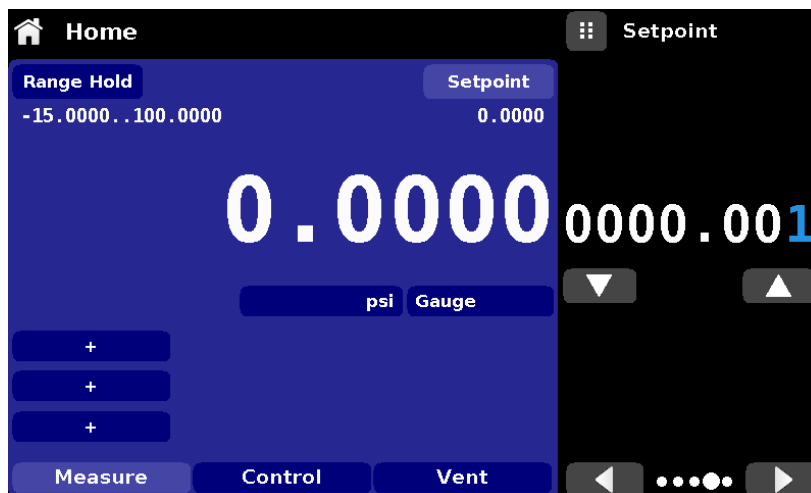 Home
Setpoint
Range Hold
Setpoint
-15.0000..100.0000
0.0000
0.0000
0000.001
psi
Gauge
+
+
+
Measure
Control
Vent